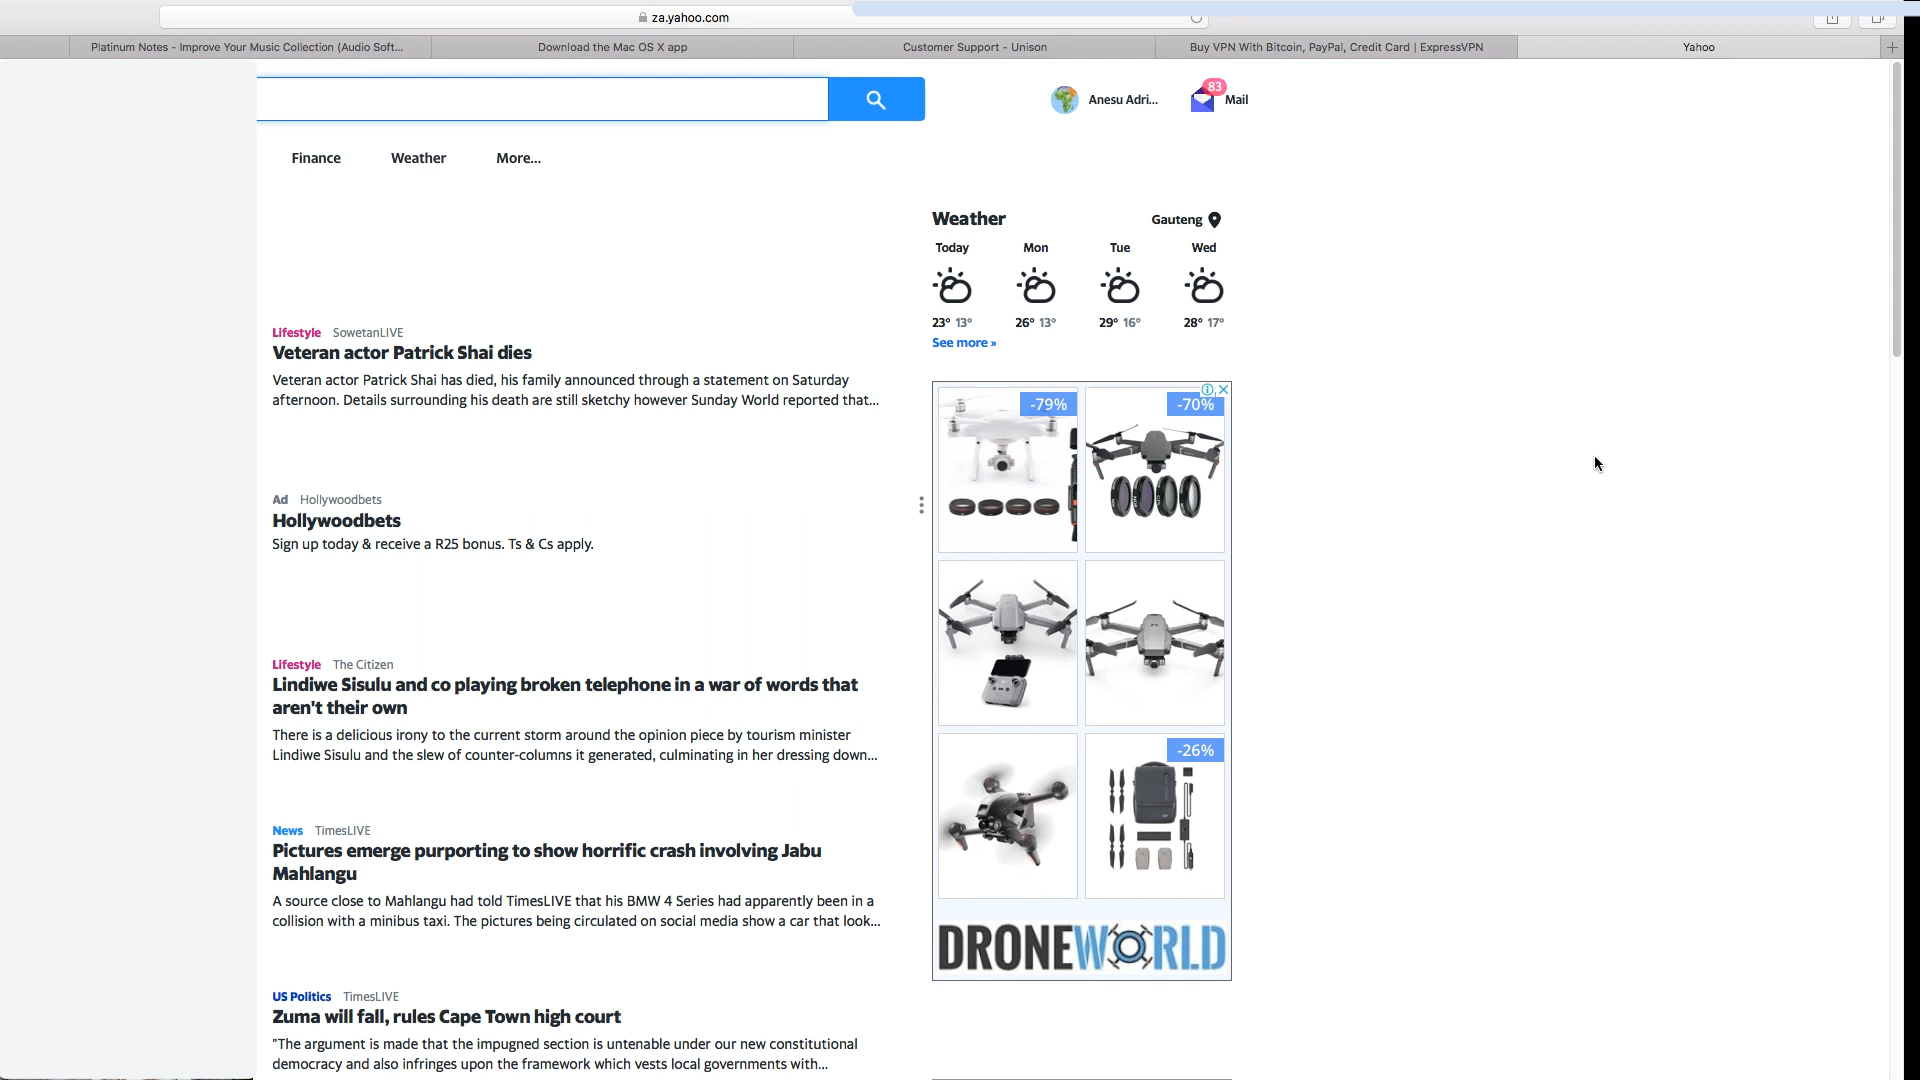 za.yahoo.com
Platinum Notes - Improve Your Music Collection (Audio Soft...
Download the Mac OS X app
Customer Support - Unison
Buy VPN With Bitcoin, PayPal, Credit Card | ExpressVPN
Yahoo
Anesu Adri...
83
Mail
Finance
Weather
More...
Weather
Gauteng
Today
Mon
Tue
Wed
23° 13°
26° 13°
29° 16°
28° 17°
See more »
Lifestyle SowetanLIVE
Veteran actor Patrick Shai dies
Veteran actor Patrick Shai has died, his family announced through a statement on Saturday
afternoon. Details surrounding his death are still sketchy however Sunday World reported that...
Ad Hollywoodbets
Hollywoodbets
Sign up today & receive a R25 bonus. Ts & Cs apply.
Lifestyle The Citizen
Lindiwe Sisulu and co playing broken telephone in a war of words that
aren't their own
There is a delicious irony to the current storm around the opinion piece by tourism minister
Lindiwe Sisulu and the slew of counter-columns it generated, culminating in her dressing down...
News TimesLIVE
Pictures emerge purporting to show horrific crash involving Jabu
Mahlangu
A source close to Mahlangu had told TimesLIVE that his BMW 4 Series had apparently been in a
collision with a minibus taxi. The pictures being circulated on social media show a car that look...
US Politics TimesLIVE
Zuma will fall, rules Cape Town high court
"The argument is made that the impugned section is untenable under our new constitutional
democracy and also infringes upon the framework which vests local governments with...
-79%
-70%
-26%
DRONEWORLD